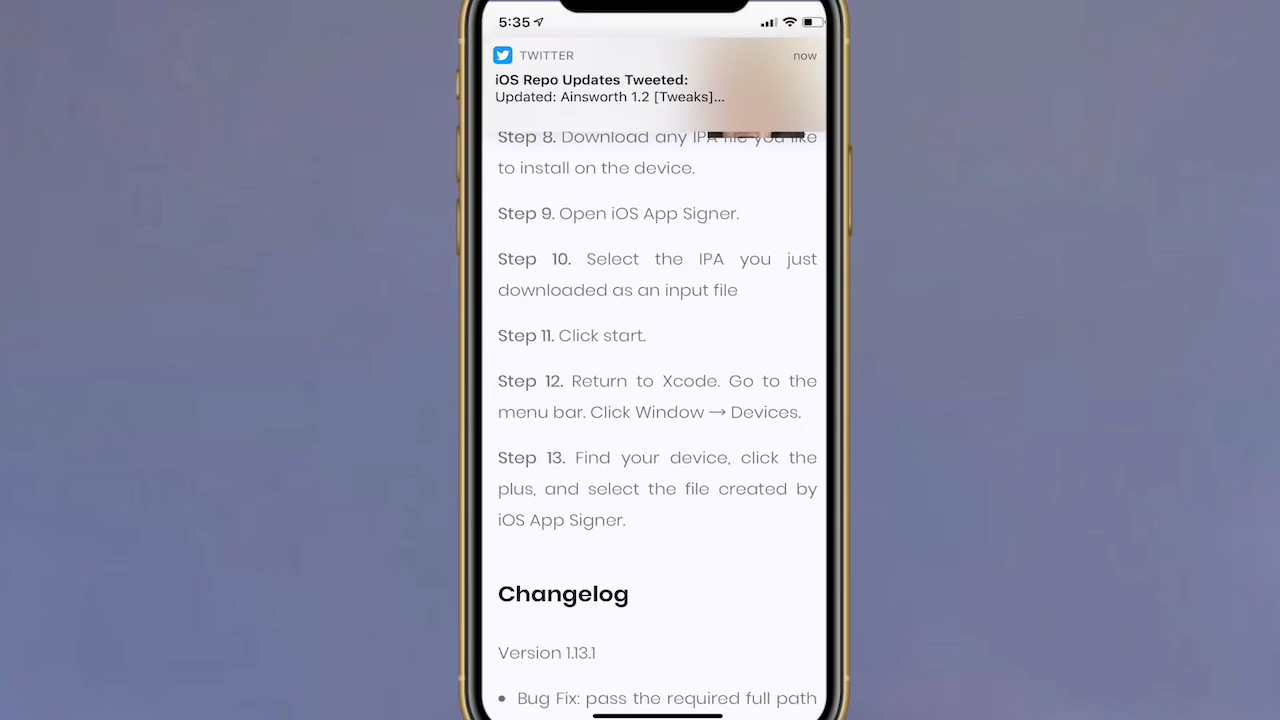 5:35
TWITTER
now
iOS Repo Updates Tweeted:
Updated: Ainsworth 1.2 [Tweaks]...
Step 8. Download any IPA file you like
to install on the device.
Step 9. Open iOS App Signer.
Step 10. Select the IPA you just
downloaded as an input file
Step 11. Click start.
Step 12. Return to Xcode. Go to the
menu bar. Click Window → Devices.
Step 13. Find your device, click the
plus, and select the file created by
iOS App Signer.
Changelog
Version 1.13.1
• Bug Fix: pass the required full path